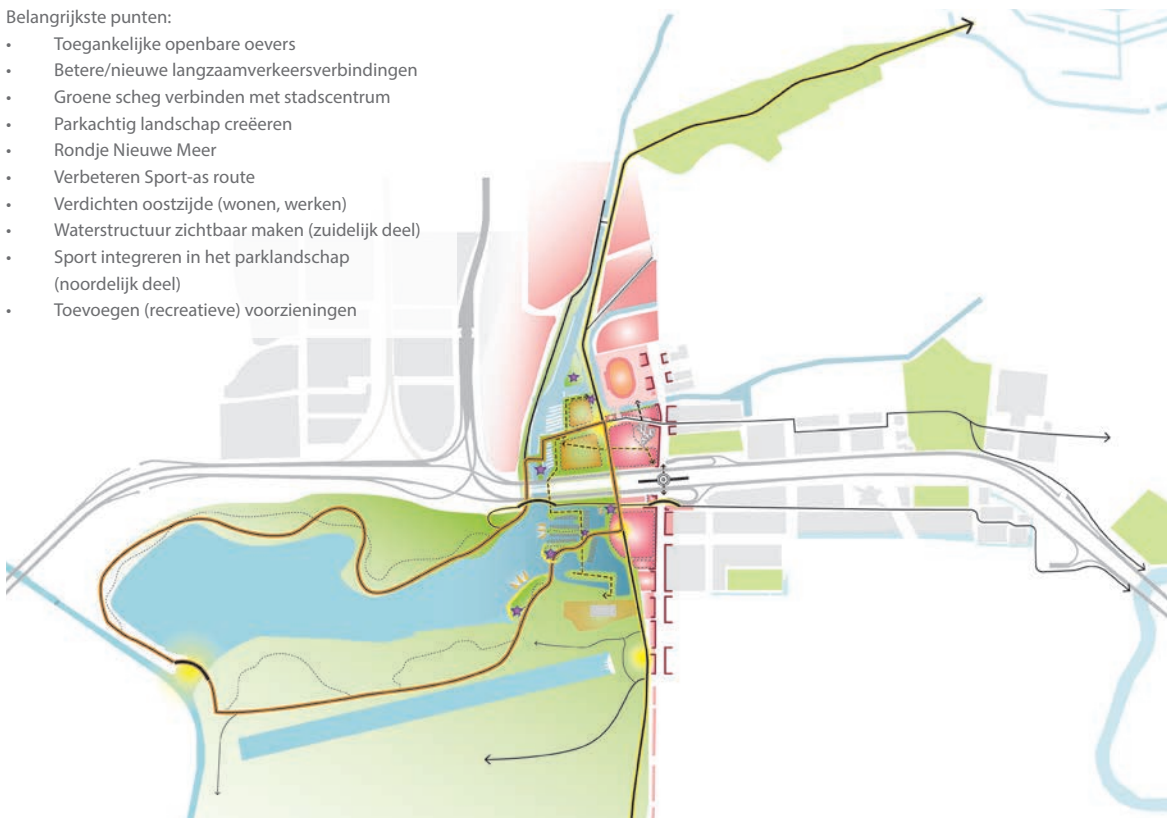 Belangrijkste punten:
• Toegankelijke openbare oevers
• Betere/nieuwe langzaamverkeersverbindingen
• Groene scheg verbinden met stadscentrum
• Parkachtig landschap creëeren
• Rondje Nieuwe Meer
• Verbeteren Sport-as route
• Verdichten oostzijde (wonen, werken)
• Waterstructuur zichtbaar maken (zuidelijk deel)
• Sport integreren in het parklandschap
(noordelijk deel)
• Toevoegen (recreatieve) voorzieningen